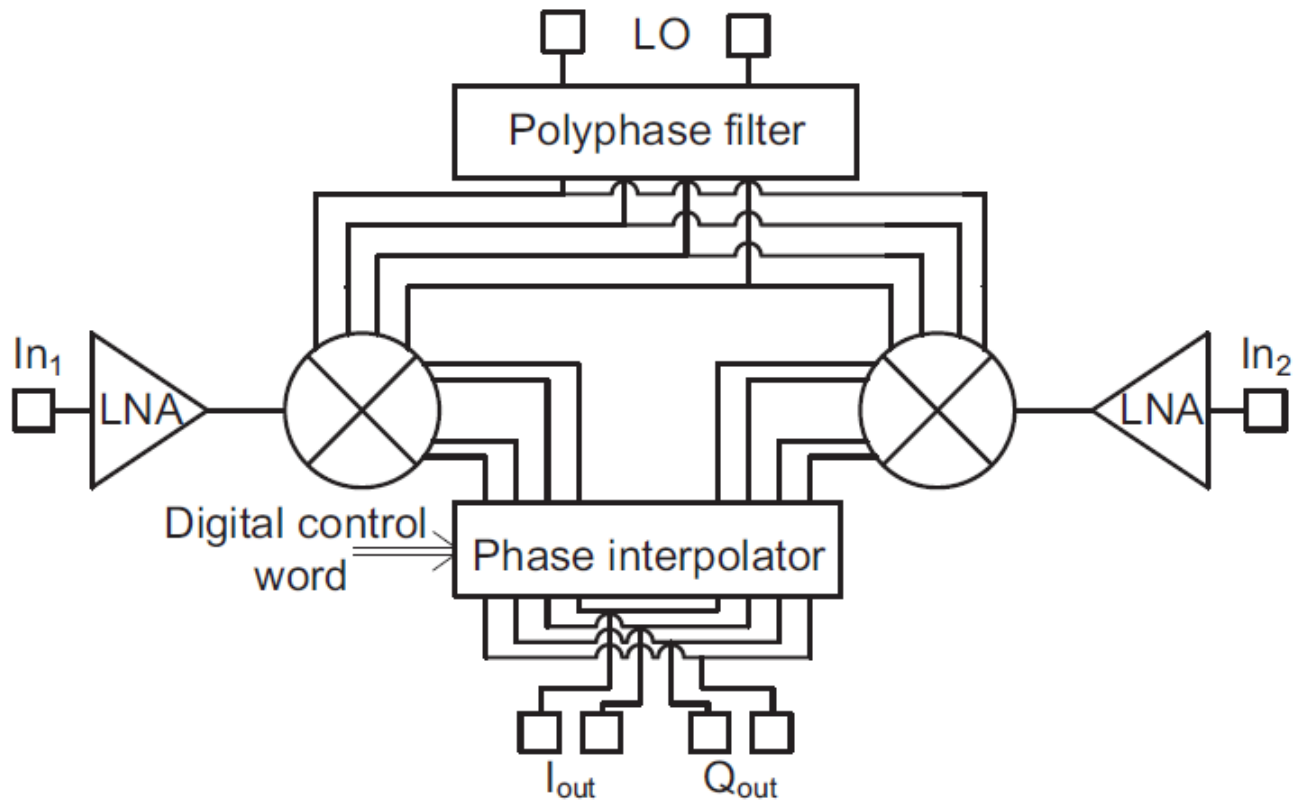 LO
Polyphase filter
In₁
LNA
LNA
In₂
Digital control
word
Phase interpolator
Iout
Qout